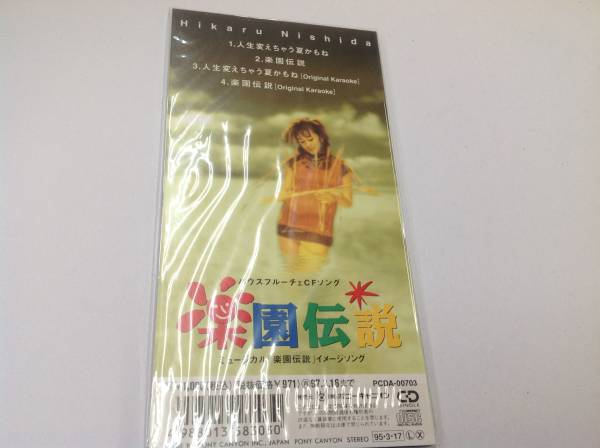 Hikaru Nishida
1.人生変えちゃう夏かもね
2.楽園伝説
3.人生変えちゃう夏かもね[Original Karaoke]
4.楽園伝説[Original Karaoke]
ハウスフルーチェCFソング
楽園伝説
ミュージカル「楽園伝説」イメージソング
PCDA-00703
SINGLE
PONY CANYON INC., JAPAN PONY CANYON STEREO
95・3・17 L X